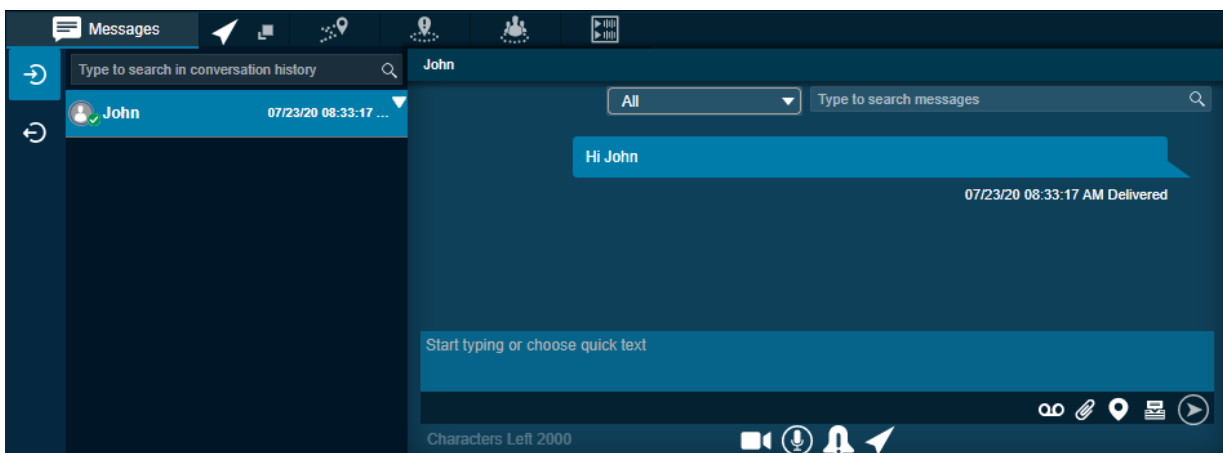 Messages
Type to search in conversation history
John
John
07/23/20 08:33:17 ...
All
Type to search messages
Hi John
07/23/20 08:33:17 AM Delivered
Start typing or choose quick text
Characters Left 2000